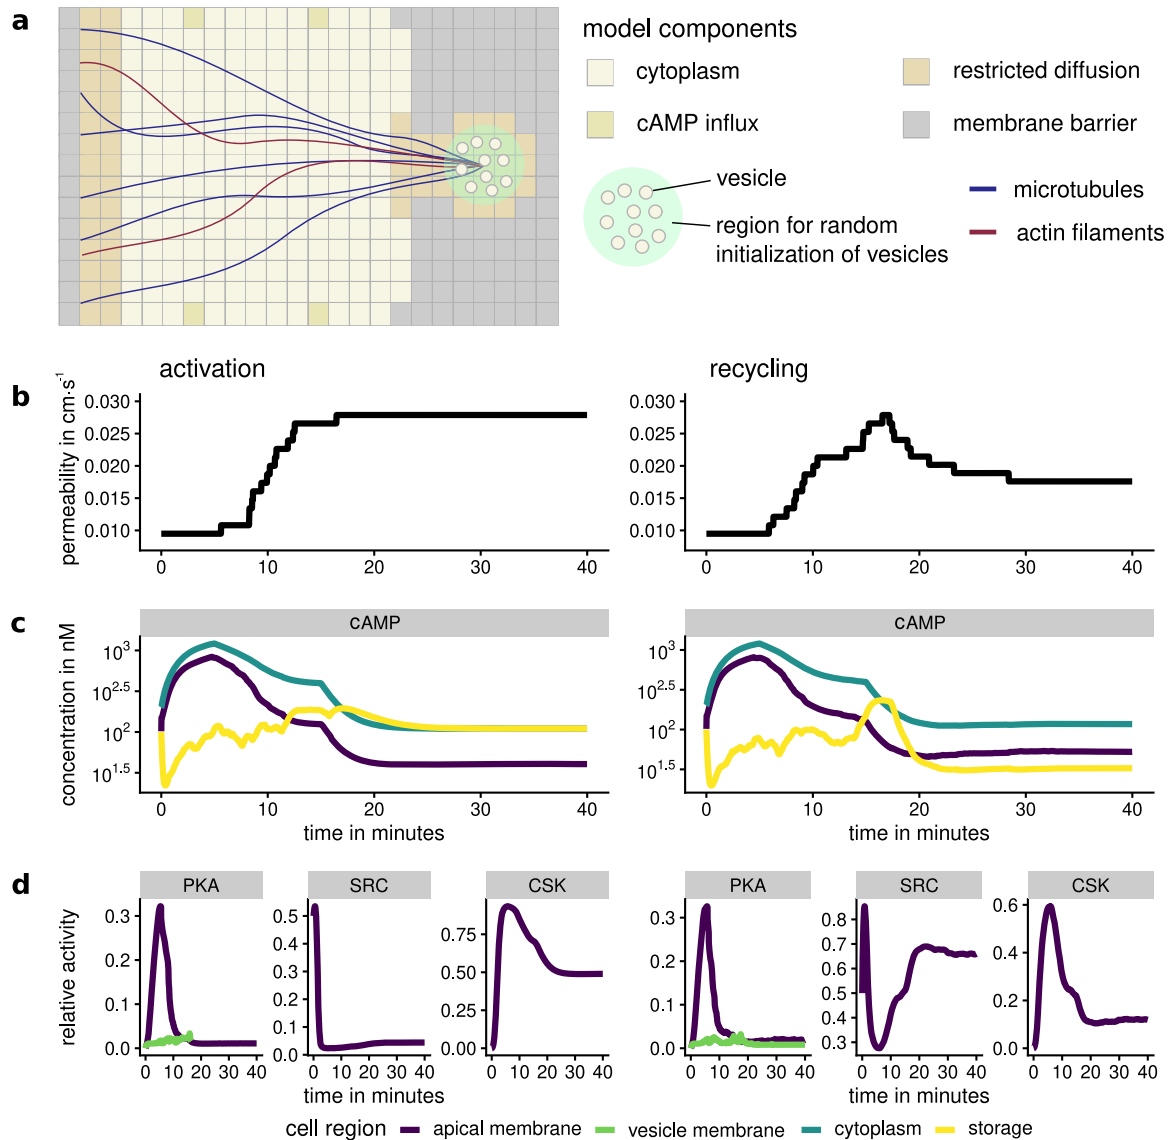 a
model components
cytoplasm
restricted diffusion
cAMP influx
membrane barrier
vesicle
region for random
initialization of vesicles
microtubules
actin filaments
b
activation
recycling
permeability in cm·s⁻¹
0.030
0.025
0.020
0.015
0.010
0 10 20 30 40
0.030
0.025
0.020
0.015
0.010
0 10 20 30 40
c
cAMP
cAMP
concentration in nM
10³
10^2.5
10²
10^1.5
0 10 20 30 40
time in minutes
10³
10^2.5
10²
10^1.5
0 10 20 30 40
time in minutes
d
PKA
SRC
CSK
PKA
SRC
CSK
relative activity
0.3
0.2
0.1
0.0
0 10 20 30 40
0.5
0.4
0.3
0.2
0.1
0.0
0 10 20 30 40
0.75
0.50
0.25
0.00
0 10 20 30 40
time in minutes
0.3
0.2
0.1
0.0
0 10 20 30 40
0.8
0.7
0.6
0.5
0.4
0.3
0 10 20 30 40
0.6
0.4
0.2
0.0
0 10 20 30 40
time in minutes
cell region apical membrane vesicle membrane cytoplasm storage